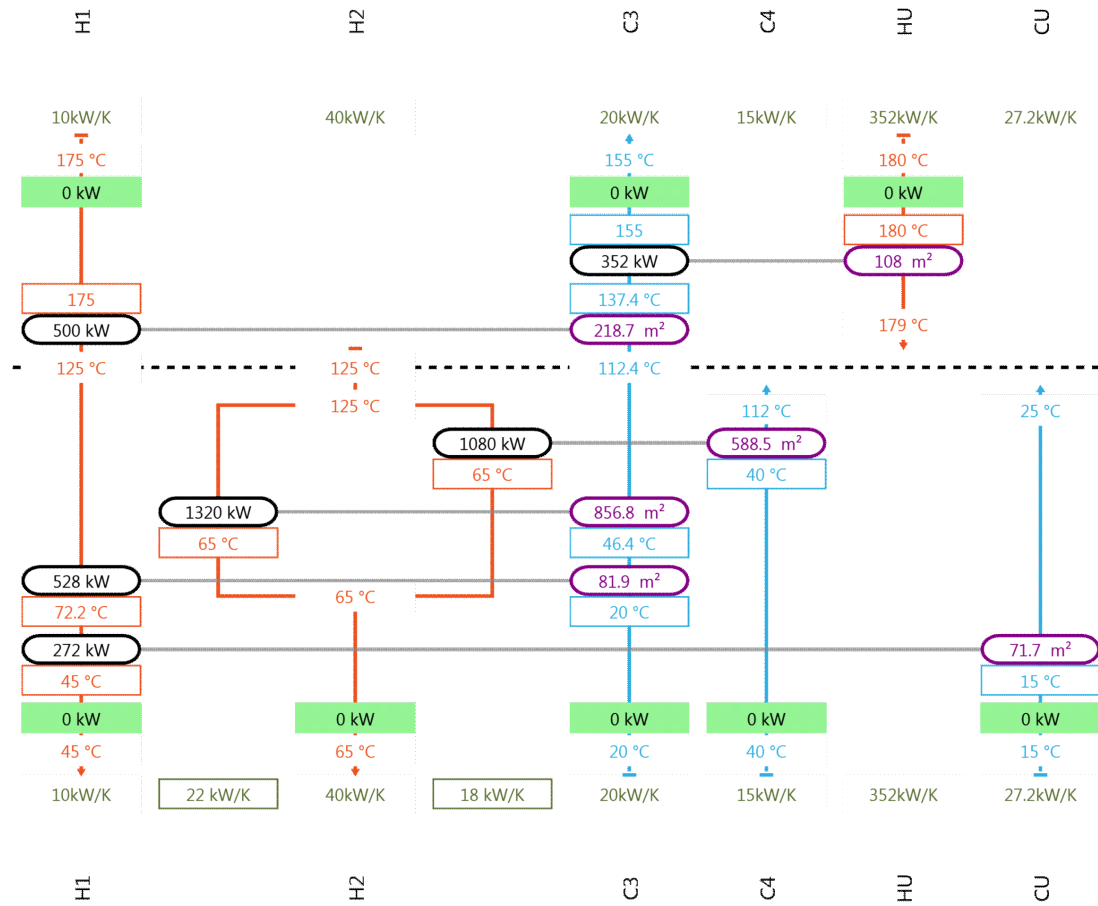 H1 H2 C3 C4 HU CU
10kW/K 40kW/K 20kW/K 15kW/K 352kW/K 27.2kW/K
175 °C 155 °C 180 °C
0 kW 0 kW 0 kW
155 180 °C
352 kW 108 m²
175 137.4 °C
500 kW 218.7 m² 179 °C
125 °C 125 °C 112.4 °C
125 °C 112 °C 25 °C
1080 kW 588.5 m²
65 °C 40 °C
1320 kW 856.8 m²
65 °C 46.4 °C
528 kW 81.9 m²
72.2 °C 65 °C 20 °C
272 kW 71.7 m²
45 °C 15 °C
0 kW 0 kW 0 kW 0 kW 0 kW
45 °C 65 °C 20 °C 40 °C 15 °C
10kW/K 22 kW/K 40kW/K 18 kW/K 20kW/K 15kW/K 352kW/K 27.2kW/K
H1 H2 C3 C4 HU CU